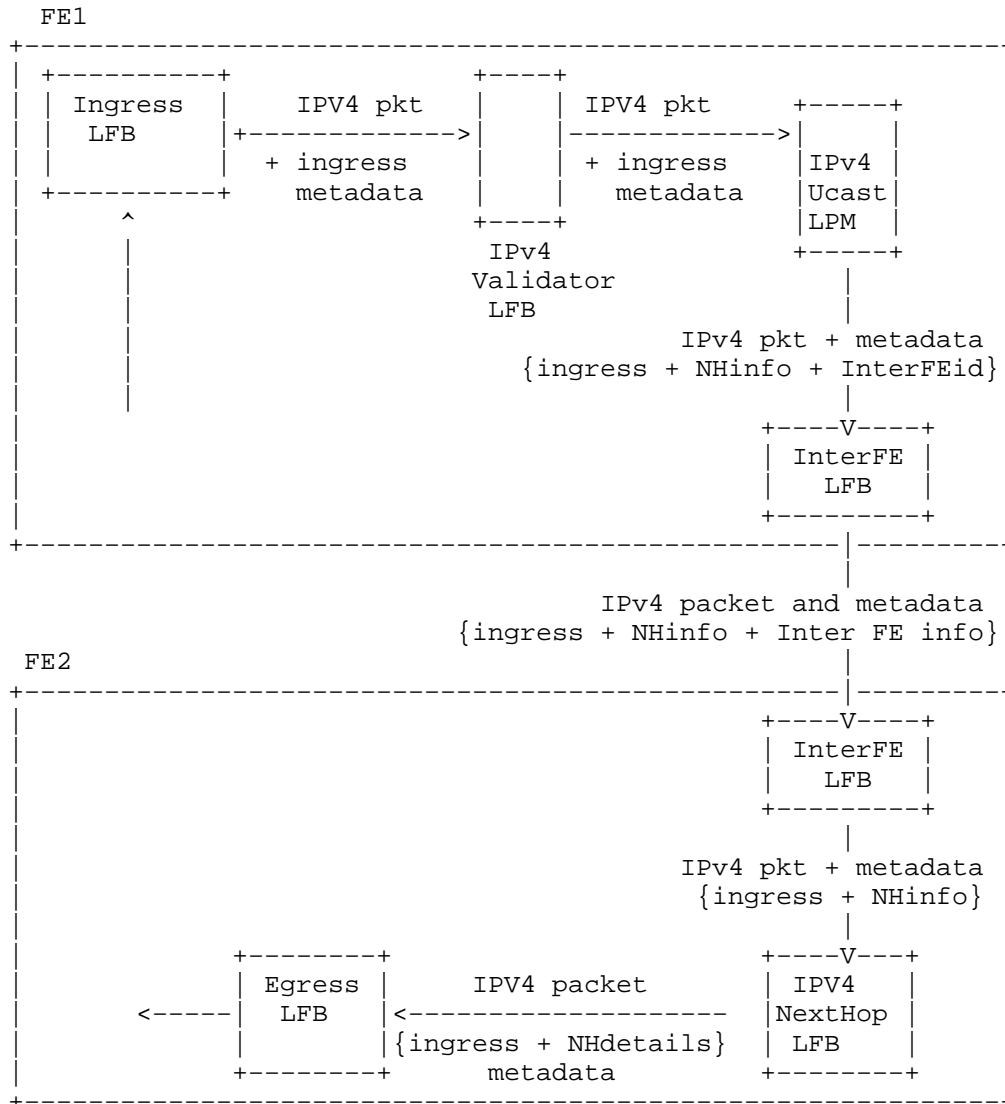 FE1
Ingress IPV4 pkt IPV4 pkt
LFB
+ ingress + ingress IPv4
metadata metadata Ucast
LPM
IPv4
Validator
LFB
IPv4 pkt + metadata
{ingress + NHinfo + InterFEid}
V
InterFE
LFB
IPv4 packet and metadata
{ingress + NHinfo + Inter FE info}
FE2
V
InterFE
LFB
IPv4 pkt + metadata
{ingress + NHinfo}
V
Egress IPV4 packet IPV4
LFB NextHop
{ingress + NHdetails} LFB
metadata